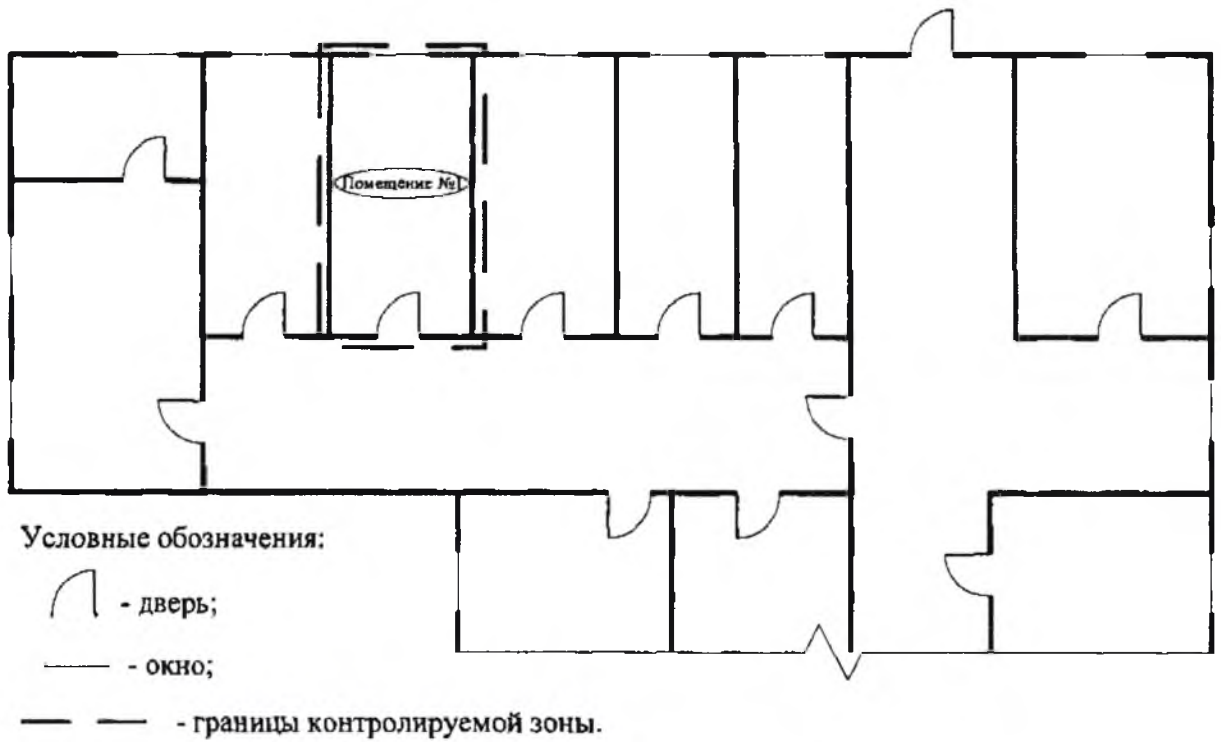 Помещение №1
Условные обозначения:
- дверь;
- окно;
- границы контролируемой зоны.